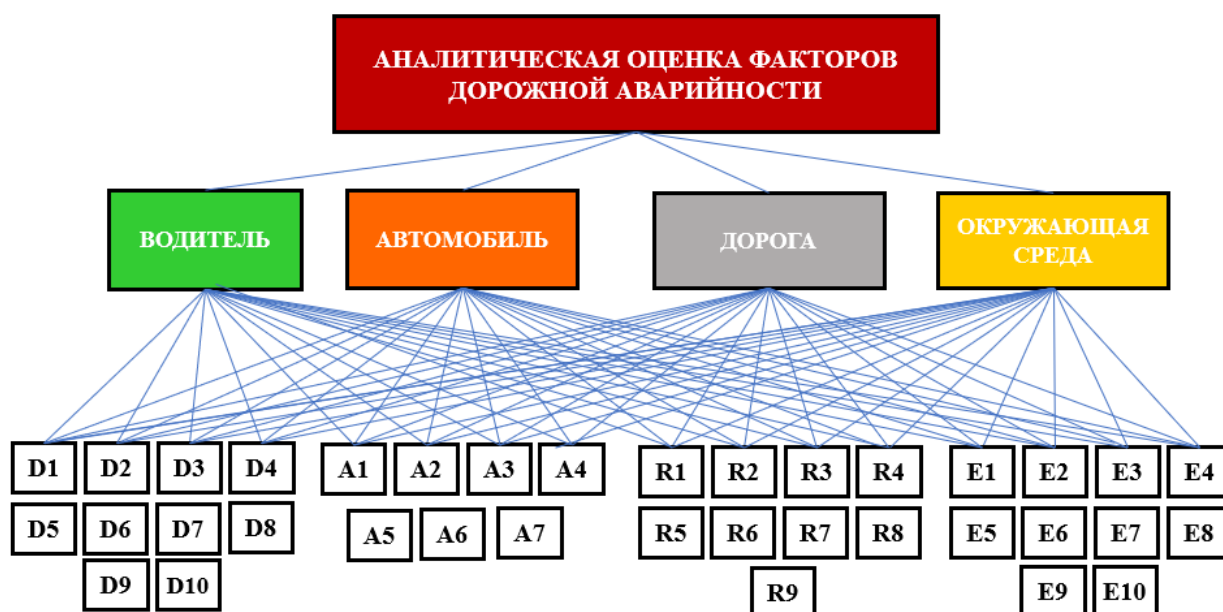 АНАЛИТИЧЕСКАЯ ОЦЕНКА ФАКТОРОВ
ДОРОЖНОЙ АВАРИЙНОСТИ
ВОДИТЕЛЬ
АВТОМОБИЛЬ
ДОРОГА
ОКРУЖАЮЩАЯ
СРЕДА
D1 D2 D3 D4
D5 D6 D7 D8
D9 D10
A1 A2 A3 A4
A5 A6 A7
R1 R2 R3 R4
R5 R6 R7 R8
R9
E1 E2 E3 E4
E5 E6 E7 E8
E9 E10